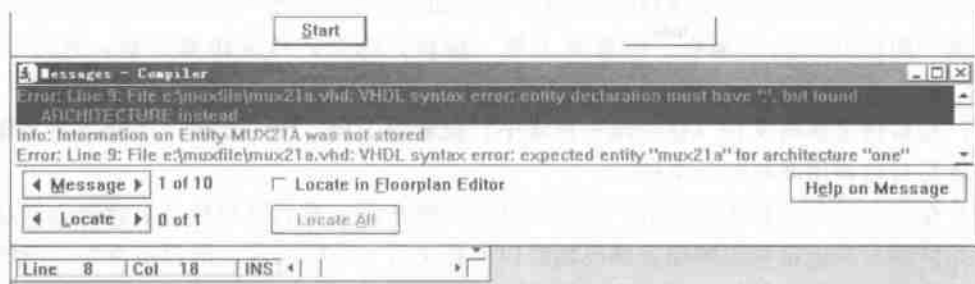 Start
Messages - Compiler
Error: Line 9: File e:\muxfile\mux21a.vhd: VHDL syntax error: entity declaration must have ';', but found
ARCHITECTURE instead
Info: Information on Entity MUX21A was not stored
Error: Line 9: File e:\muxfile\mux21a.vhd: VHDL syntax error: expected entity "mux21a" for architecture "one"
Message 1 of 10 Locate in Floorplan Editor Help on Message
Locate 0 of 1 Locate All
Line 8 Col 18 INS